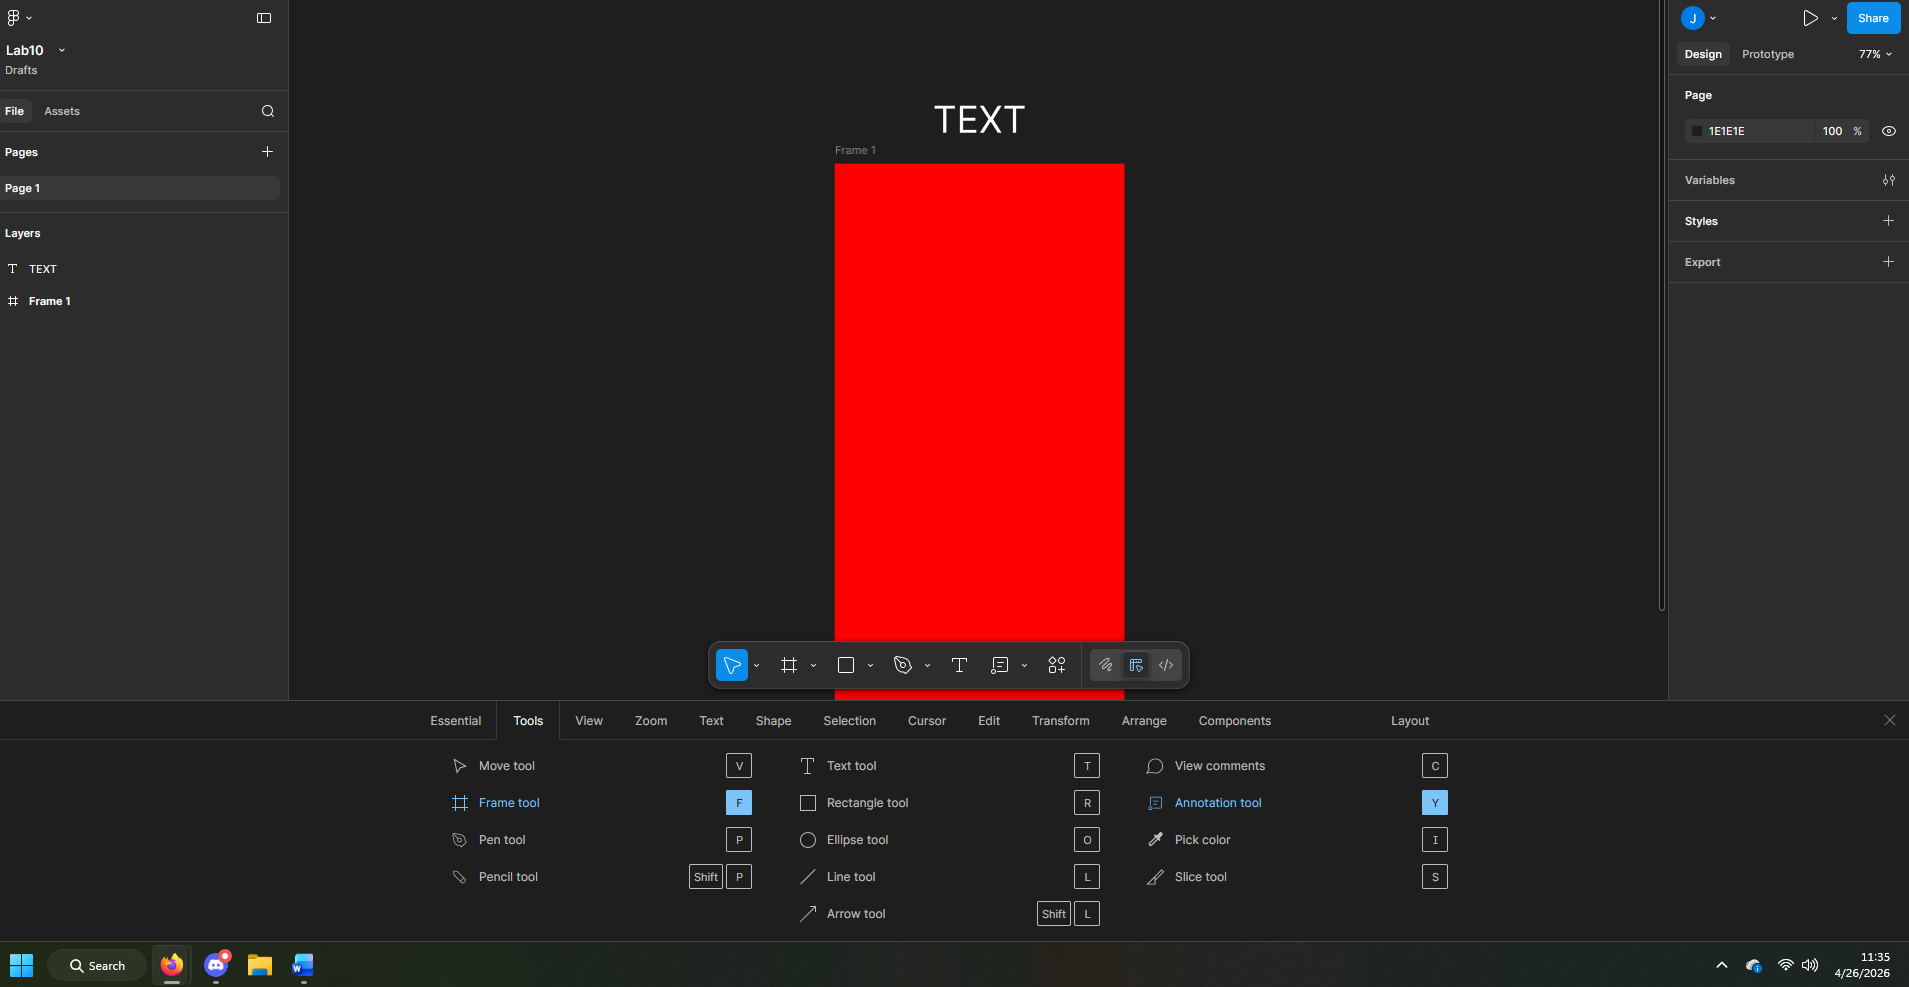 Lab10
Drafts
File Assets
Pages
Page 1
Layers
TEXT
Frame 1
TEXT
Frame 1
J
Share
Design Prototype 77%
Page
1E1E1E 100 %
Variables
Styles
Export
Essential Tools View Zoom Text Shape Selection Cursor Edit Transform Arrange Components Layout
Move tool V
Frame tool F
Pen tool P
Pencil tool Shift P
Text tool T
Rectangle tool R
Ellipse tool O
Line tool L
Arrow tool Shift L
View comments C
Annotation tool Y
Pick color I
Slice tool S
Search
11:35
4/26/2026